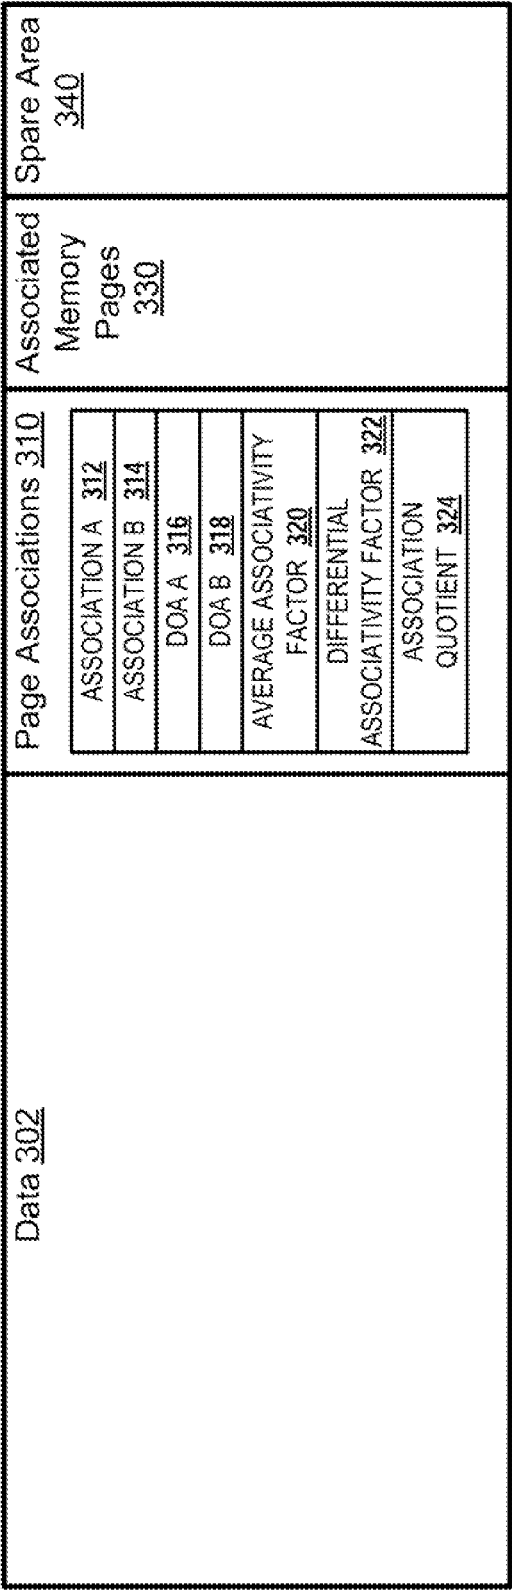 Data 302
Page Associations 310
ASSOCIATION A 312
ASSOCIATION B 314
DOA A 316
DOA B 318
AVERAGE ASSOCIATIVITY
FACTOR 320
DIFFERENTIAL
ASSOCIATIVITY FACTOR 322
ASSOCIATION
QUOTIENT 324
Associated
Memory
Pages
330
Spare Area
340